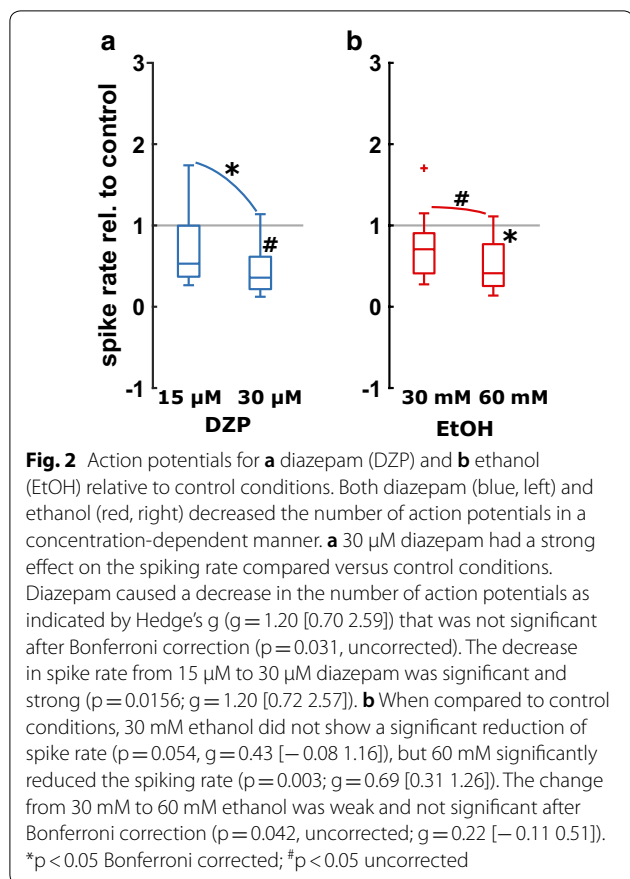 a
b
3
2
1
0
-1
3
2
1
0
-1
spike rate rel. to control
*
#
#
*
15 µM 30 µM
DZP
30 mM 60 mM
EtOH
Fig. 2 Action potentials for a diazepam (DZP) and b ethanol
(EtOH) relative to control conditions. Both diazepam (blue, left) and
ethanol (red, right) decreased the number of action potentials in a
concentration-dependent manner. a 30 µM diazepam had a strong
effect on the spiking rate compared versus control conditions.
Diazepam caused a decrease in the number of action potentials as
indicated by Hedge's g (g = 1.20 [0.70 2.59]) that was not significant
after Bonferroni correction (p = 0.031, uncorrected). The decrease
in spike rate from 15 µM to 30 µM diazepam was significant and
strong (p = 0.0156; g = 1.20 [0.72 2.57]). b When compared to control
conditions, 30 mM ethanol did not show a significant reduction of
spike rate (p = 0.054, g = 0.43 [− 0.08 1.16]), but 60 mM significantly
reduced the spiking rate (p = 0.003; g = 0.69 [0.31 1.26]). The change
from 30 mM to 60 mM ethanol was weak and not significant after
Bonferroni correction (p = 0.042, uncorrected; g = 0.22 [− 0.11 0.51]).
*p < 0.05 Bonferroni corrected; #p < 0.05 uncorrected